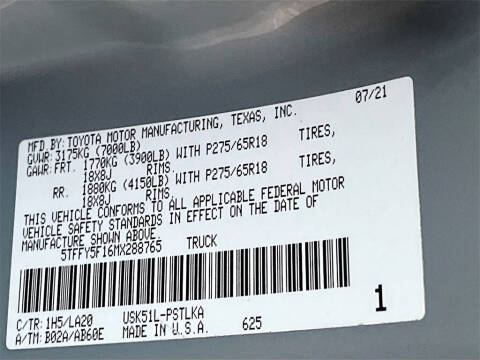 MFD.BY:TOYOTA MOTOR MANUFACTURING, TEXAS, INC. 07/21
GVWR: 3175KG (7000LB)
GAWR: FRT. 1770KG (3900LB) WITH P275/65R18 TIRES,
18X8J RIMS
RR. 1880KG (4150LB) WITH P275/65R18 TIRES,
18X8J RIMS
THIS VEHICLE CONFORMS TO ALL APPLICABLE FEDERAL MOTOR
VEHICLE SAFETY STANDARDS IN EFFECT ON THE DATE OF
MANUFACTURE SHOWN ABOVE
5TFFY5F16MX288765 TRUCK
1
C/TR: 1H5/LA20 USK51L-PSTLKA
A/TM: B02A/AB60E MADE IN U.S.A. 625